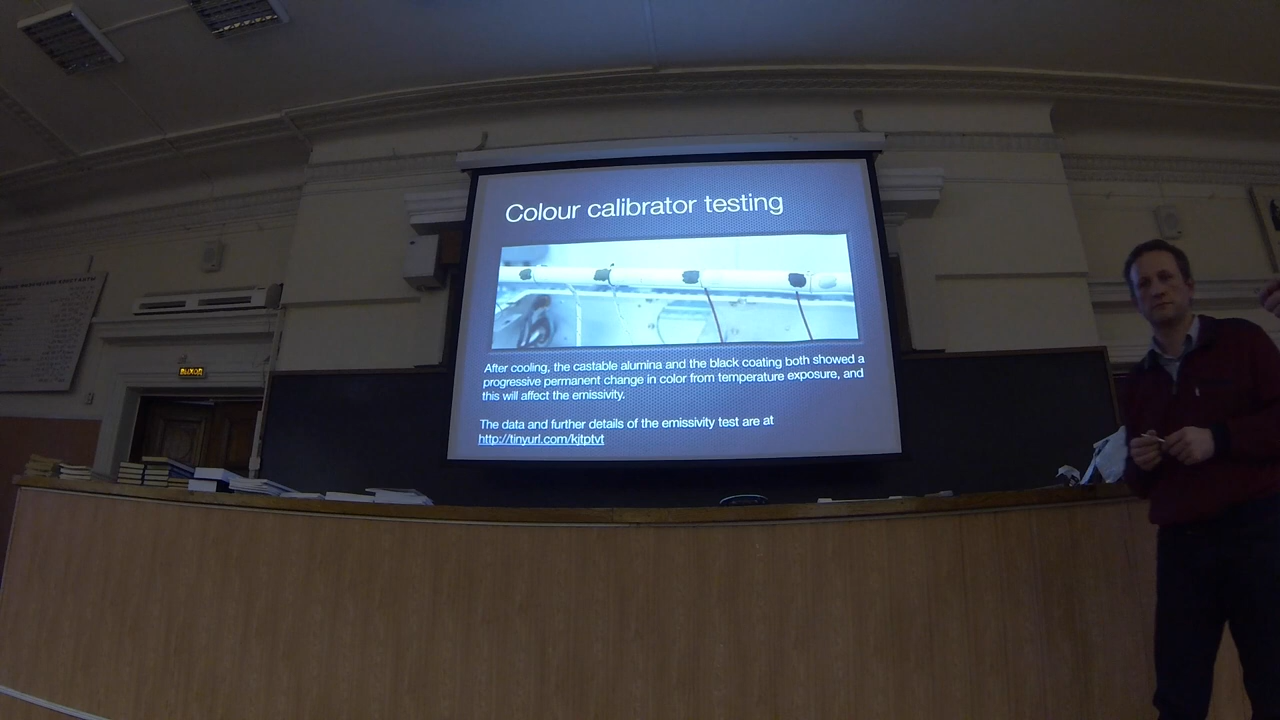 Colour calibrator testing
After cooling, the castable alumina and the black coating both showed a
progressive permanent change in color from temperature exposure, and
this will affect the emissivity.
The data and further details of the emissivity test are at
http://tinyurl.com/kjtptvt
ВЫХОД